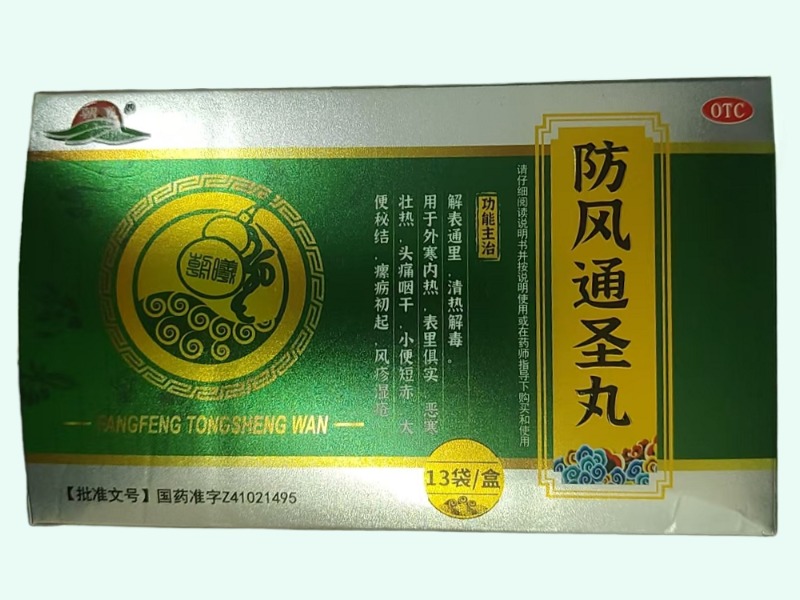 OTC
防风通圣丸
请仔细阅读说明书并按说明使用或在药师指导下购买和使用
功能主治
解表通里,清热解毒。
用于外寒内热,表里俱实 恶寒
壮热,头痛咽干,小便短赤 大
便秘结,瘰疬初起,风疹湿疮
朝曦
FANGFENG TONGSHENG WAN
13袋/盒
【批准文号】国药准字Z41021495